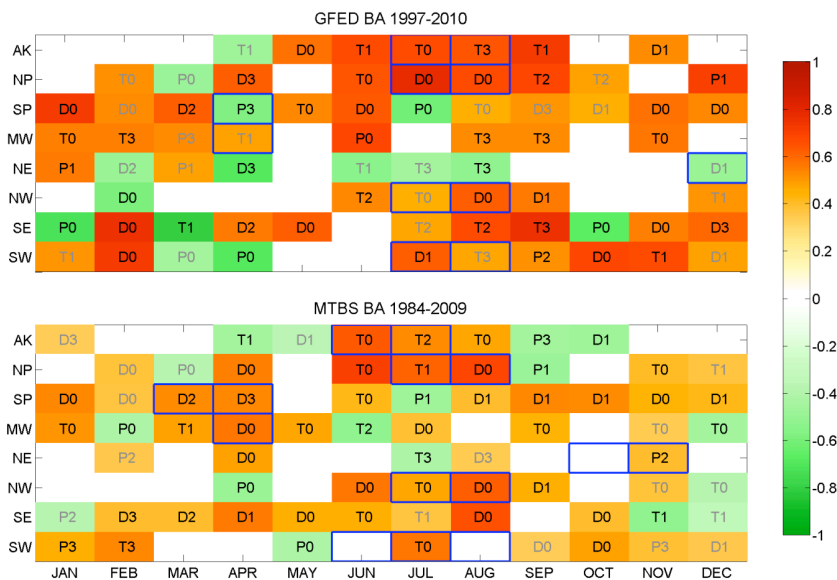 GFED BA 1997-2010
AK T1 D0 T1 T0 T3 T1 D1
NP T0 P0 D3 T0 D0 D0 T2 T2 P1
SP D0 D0 D2 P3 T0 D0 P0 T0 D3 D1 D0 D0
MW T0 T3 P3 T1 P0 T3 T3 T0
NE P1 D2 P1 D3 T1 T3 T3 D1
NW D0 T2 T0 D0 D1 T1
SE P0 D0 T1 D2 D0 T2 T2 T3 P0 D0 D3
SW T1 D0 P0 P0 D1 T3 P2 D0 T1 D1
1
0.8
0.6
0.4
0.2
0
-0.2
-0.4
-0.6
-0.8
-1
MTBS BA 1984-2009
AK D3 T1 D1 T0 T2 T0 P3 D1
NP D0 P0 D0 T0 T1 D0 P1 T0 T1
SP D0 D0 D2 D3 T0 P1 D1 D1 D1 D0 D1
MW T0 P0 T1 D0 T0 T2 D0 T0 T0 T0
NE P2 D0 T3 D3 P2
NW P0 D0 T0 D0 D1 T0 T0
SE P2 D3 D2 D1 D0 T0 T1 D0 D0 T1 T1
SW P3 T3 P0 T0 D0 D0 P3 D1
JAN FEB MAR APR MAY JUN JUL AUG SEP OCT NOV DEC